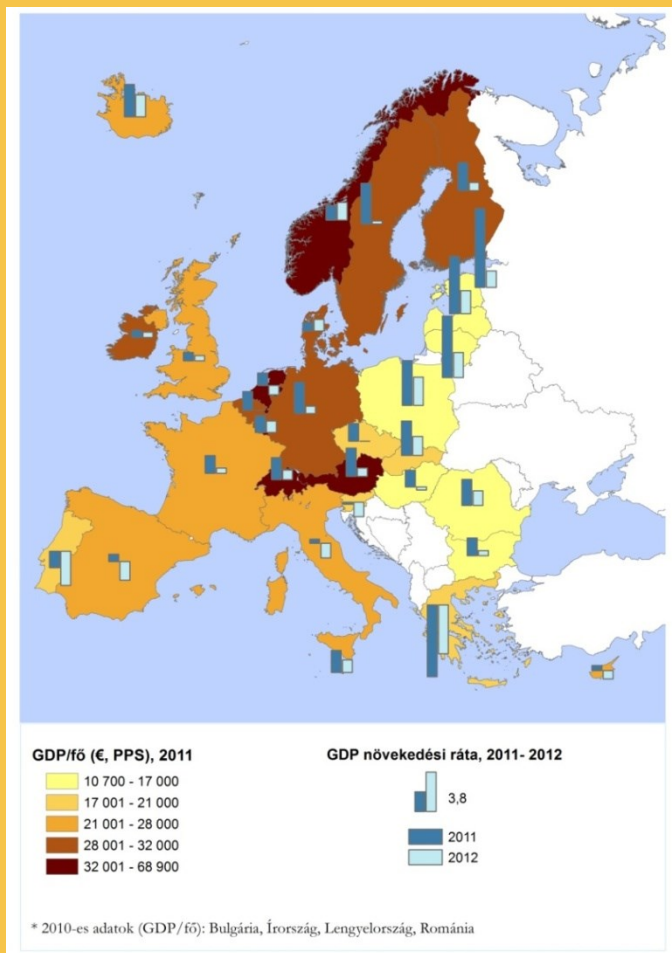 GDP/fő (€, PPS), 2011
10 700 - 17 000
17 001 - 21 000
21 001 - 28 000
28 001 - 32 000
32 001 - 68 900
GDP növekedési ráta, 2011- 2012
3,8
2011
2012
* 2010-es adatok (GDP/fő): Bulgária, Írország, Lengyelország, Románia